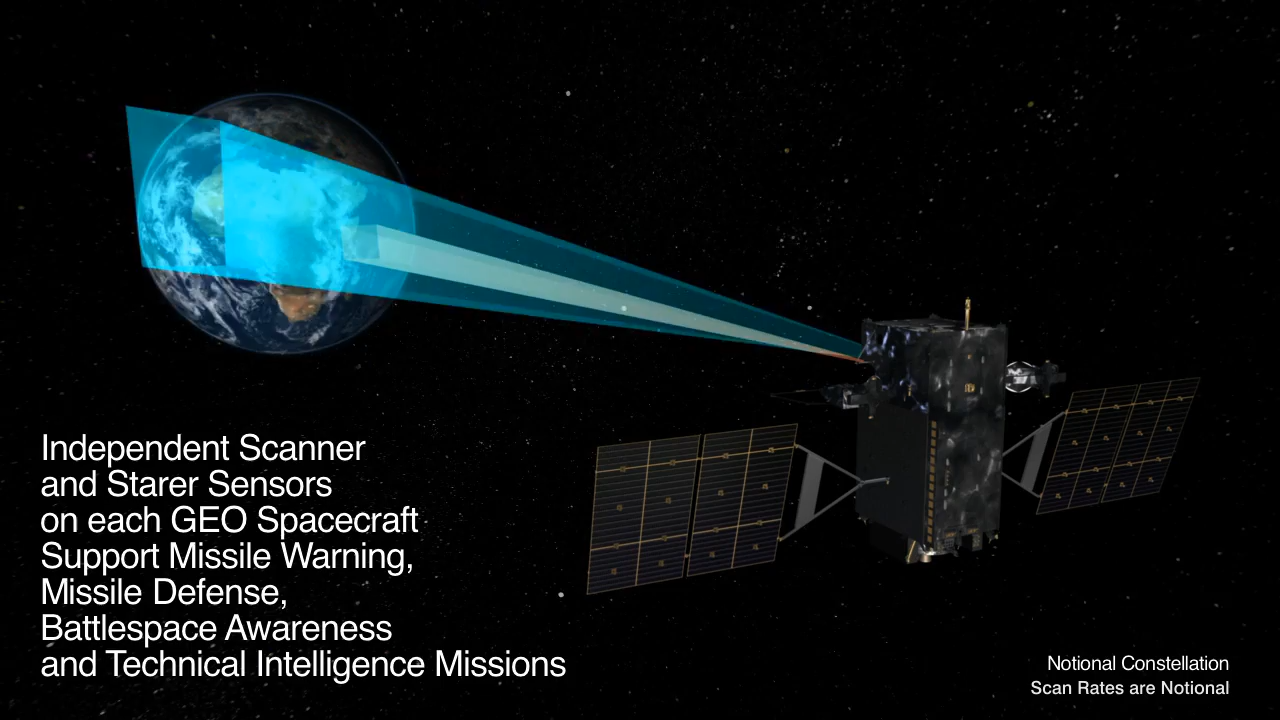 Independent Scanner
and Starer Sensors
on each GEO Spacecraft
Support Missile Warning,
Missile Defense,
Battlespace Awareness
and Technical Intelligence Missions
Notional Constellation
Scan Rates are Notional